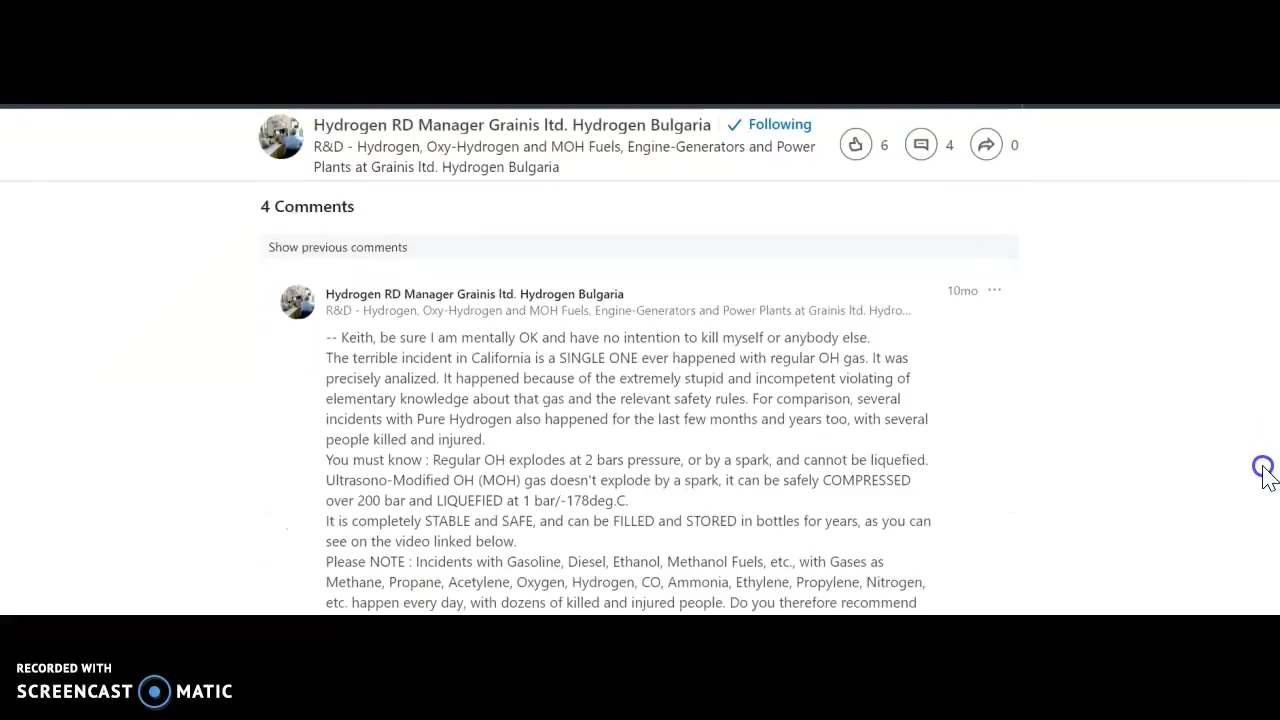 Hydrogen RD Manager Grainis ltd. Hydrogen Bulgaria ✓ Following
R&D - Hydrogen, Oxy-Hydrogen and MOH Fuels, Engine-Generators and Power
Plants at Grainis ltd. Hydrogen Bulgaria
6 4 0
4 Comments
Show previous comments
Hydrogen RD Manager Grainis ltd. Hydrogen Bulgaria 10mo ···
R&D - Hydrogen, Oxy-Hydrogen and MOH Fuels, Engine-Generators and Power Plants at Grainis ltd. Hydro...
-- Keith, be sure I am mentally OK and have no intention to kill myself or anybody else.
The terrible incident in California is a SINGLE ONE ever happened with regular OH gas. It was
precisely analized. It happened because of the extremely stupid and incompetent violating of
elementary knowledge about that gas and the relevant safety rules. For comparison, several
incidents with Pure Hydrogen also happened for the last few months and years too, with several
people killed and injured.
You must know : Regular OH explodes at 2 bars pressure, or by a spark, and cannot be liquefied.
Ultrasono-Modified OH (MOH) gas doesn't explode by a spark, it can be safely COMPRESSED
over 200 bar and LIQUEFIED at 1 bar/-178deg.C.
It is completely STABLE and SAFE, and can be FILLED and STORED in bottles for years, as you can
see on the video linked below.
Please NOTE : Incidents with Gasoline, Diesel, Ethanol, Methanol Fuels, etc., with Gases as
Methane, Propane, Acetylene, Oxygen, Hydrogen, CO, Ammonia, Ethylene, Propylene, Nitrogen,
etc. happen every day, with dozens of killed and injured people. Do you therefore recommend
RECORDED WITH
SCREENCAST MATIC